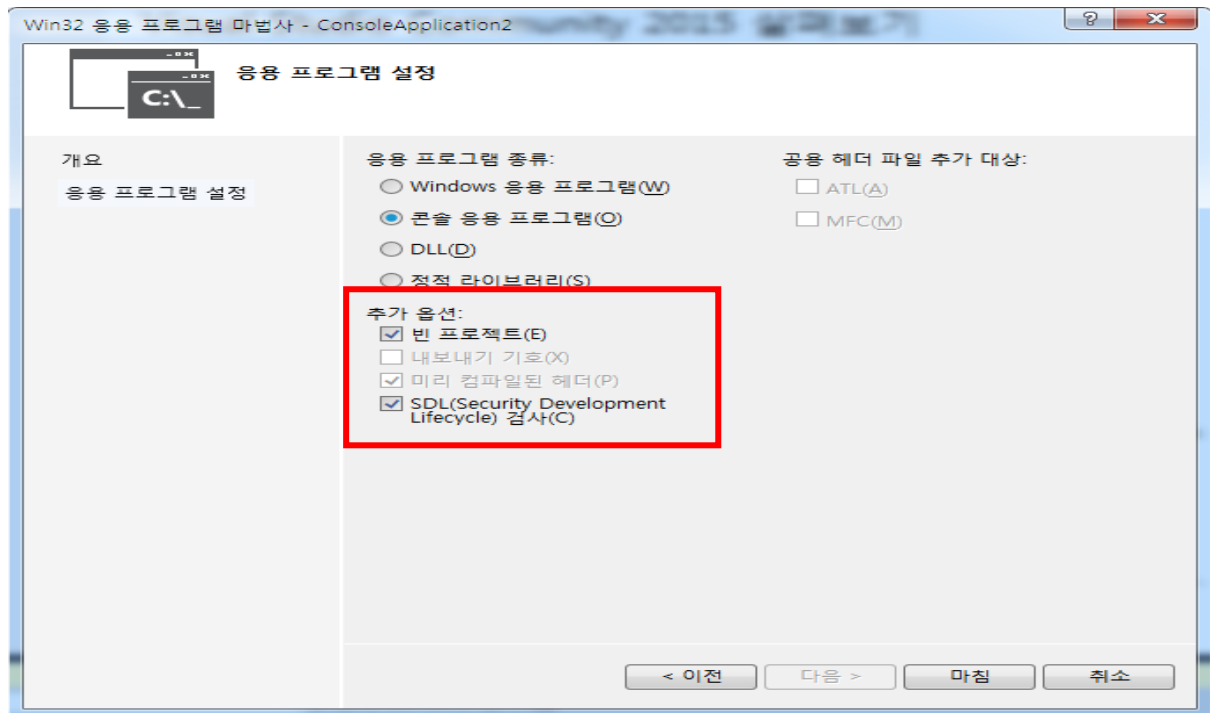 Win32 응용 프로그램 마법사 - ConsoleApplication2
C:\_
응용 프로그램 설정
개요
응용 프로그램 설정
응용 프로그램 종류:
Windows 응용 프로그램(W)
콘솔 응용 프로그램(O)
DLL(D)
정적 라이브러리(S)
추가 옵션:
빈 프로젝트(E)
내보내기 기호(X)
미리 컴파일된 헤더(P)
SDL(Security Development
Lifecycle) 검사(C)
공용 헤더 파일 추가 대상:
ATL(A)
MFC(M)
< 이전
다음 >
마침
취소